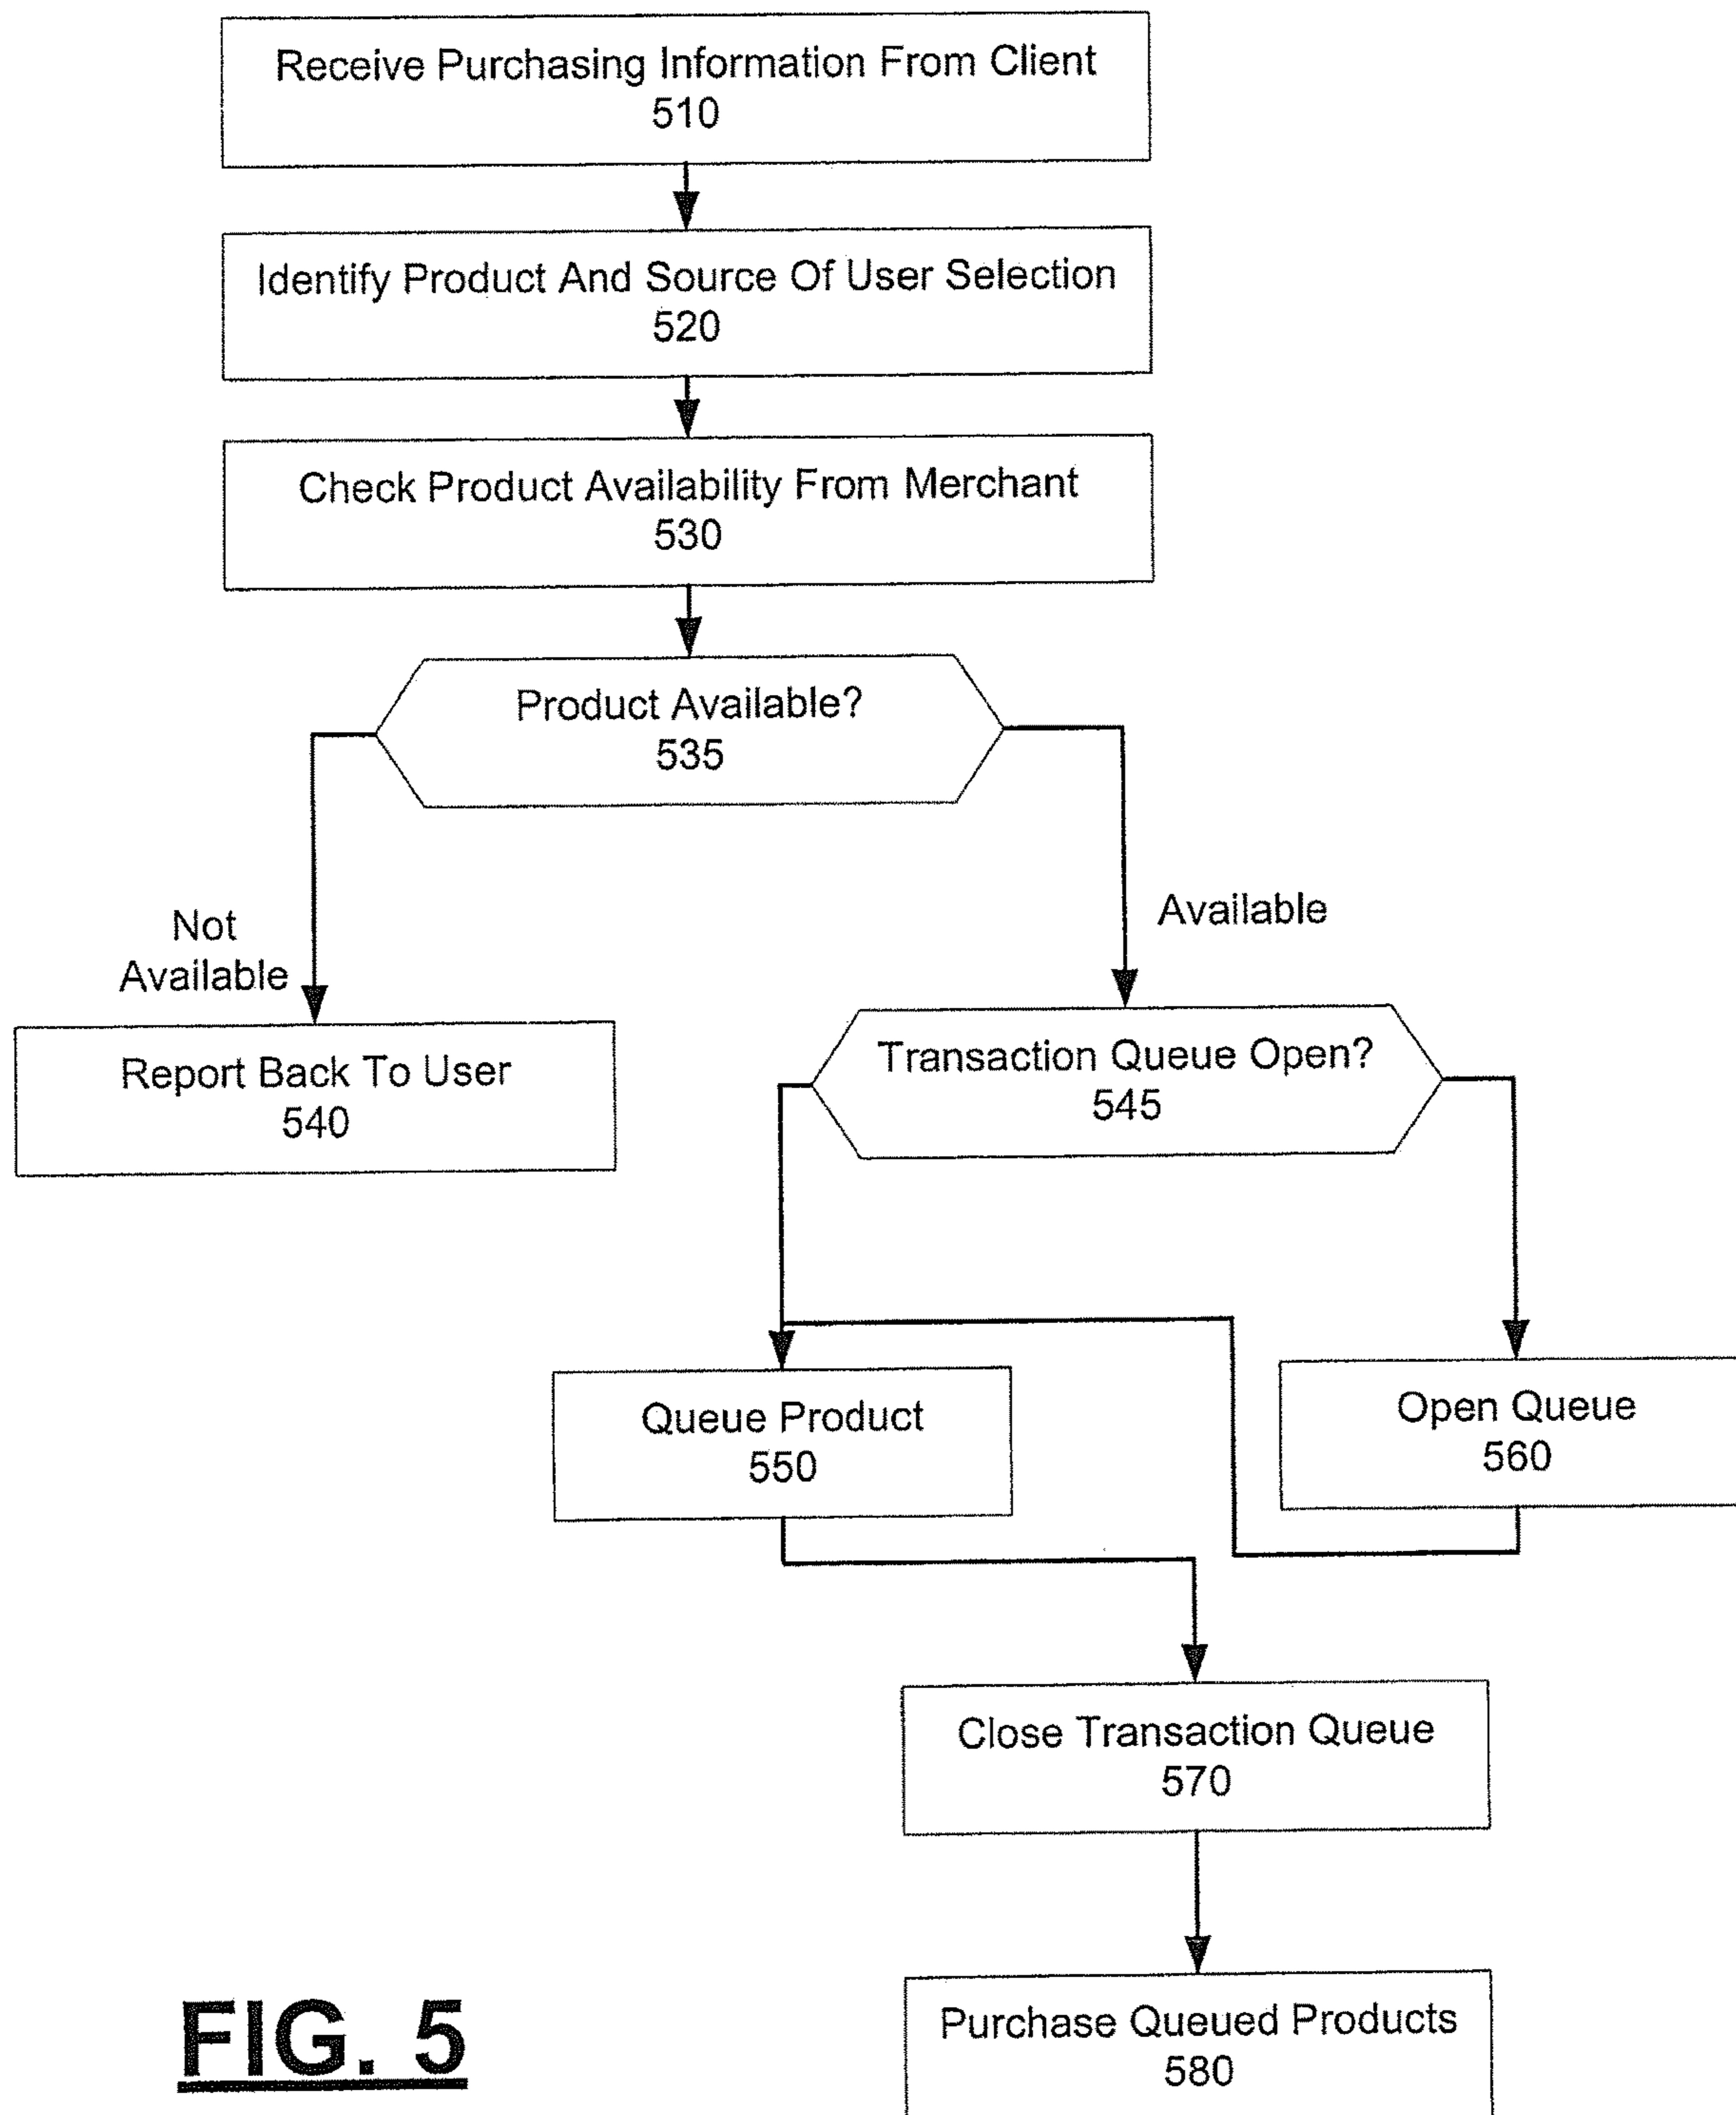 Receive Purchasing Information From Client
510
Identify Product And Source Of User Selection
520
Check Product Availability From Merchant
530
Product Available?
535
Not
Available
Available
Report Back To User
540
Transaction Queue Open?
545
Queue Product
550
Open Queue
560
Close Transaction Queue
570
Purchase Queued Products
580
FIG. 5